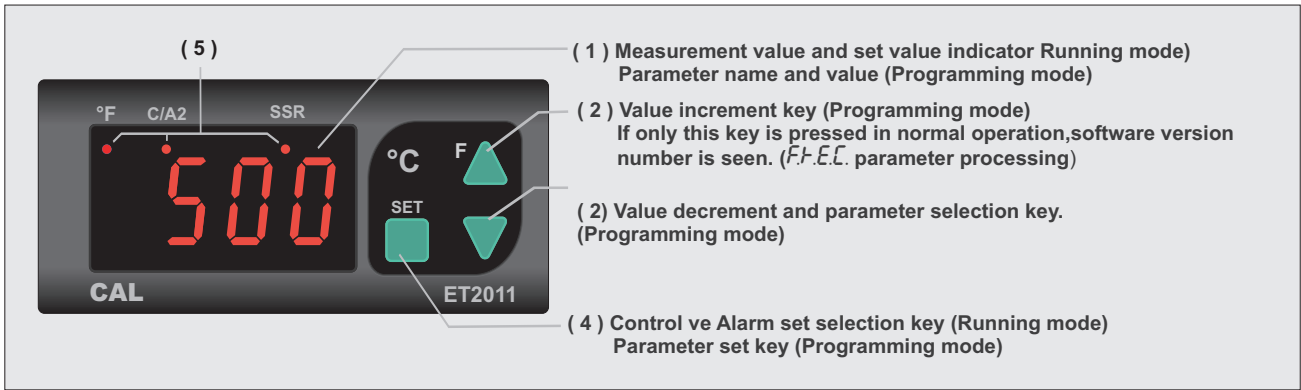 ( 5 )
( 1 ) Measurement value and set value indicator Running mode)
Parameter name and value (Programming mode)
( 2 ) Value increment key (Programming mode)
If only this key is pressed in normal operation,software version
number is seen. (F.t.E.C. parameter processing)
( 2) Value decrement and parameter selection key.
(Programming mode)
( 4 ) Control ve Alarm set selection key (Running mode)
Parameter set key (Programming mode)
°F C/A2 SSR
500
°C F
SET
CAL
ET2011